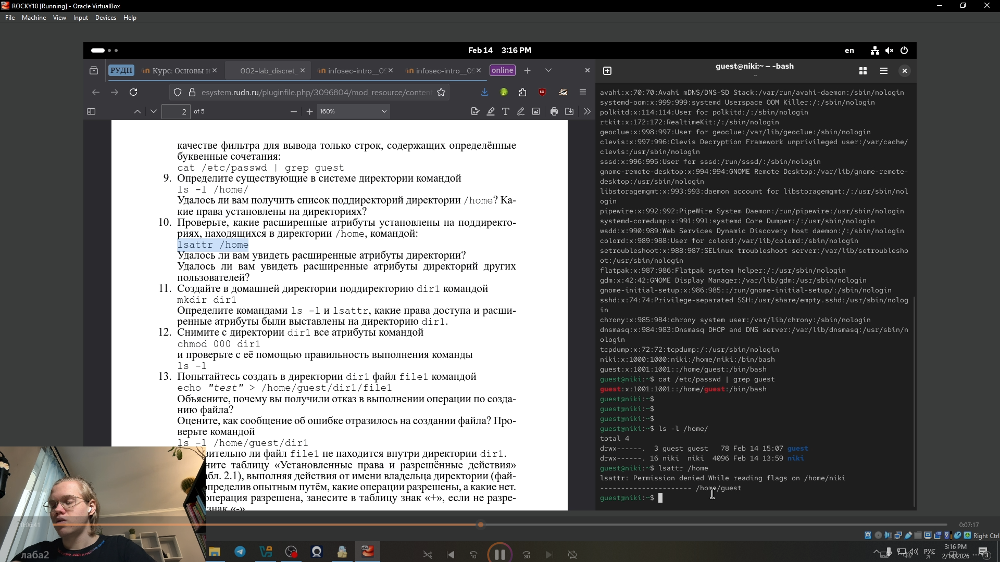 ROCKY10 [Running] - Oracle VirtualBox
File Machine View Input Devices Help
Feb 14 3:16 PM
en
РУДН
Курс: Основы и
002-lab_discret_
infosec-intro__0
infosec-intro__0
online
guest@niki:~ — -bash
~
esystem.rudn.ru/pluginfile.php/3096804/mod_resource/content
2 of 5
160%
качестве фильтра для вывода только строк, содержащих определённые
буквенные сочетания:
cat /etc/passwd | grep guest
9. Определите существующие в системе директории командой
ls -l /home/
Удалось ли вам получить список поддиректорий директории /home? Ка-
кие права установлены на директориях?
10. Проверьте, какие расширенные атрибуты установлены на поддиректо-
риях, находящихся в директории /home, командой:
lsattr /home
Удалось ли вам увидеть расширенные атрибуты директории?
Удалось ли вам увидеть расширенные атрибуты директорий других
пользователей?
11. Создайте в домашней директории поддиректорию dir1 командой
mkdir dir1
Определите командами ls -l и lsattr, какие права доступа и расши-
ренные атрибуты были выставлены на директорию dir1.
12. Снимите с директории dir1 все атрибуты командой
chmod 000 dir1
и проверьте с её помощью правильность выполнения команды
ls -l
13. Попытайтесь создать в директории dir1 файл file1 командой
echo "test" > /home/guest/dir1/file1
Объясните, почему вы получили отказ в выполнении операции по созда-
нию файла?
Оцените, как сообщение об ошибке отразилось на создании файла? Про-
верьте командой
ls -l /home/guest/dir1
зительно ли файл file1 не находится внутри директории dir1.
ните таблицу «Установленные права и разрешённые действия»
абл. 2.1), выполняя действия от имени владельца директории (фай-
определив опытным путём, какие операции разрешены, а какие нет.
операция разрешена, занесите в таблицу знак «+», если не разре-
знак «-».
avahi:x:70:70:Avahi mDNS/DNS-SD Stack:/var/run/avahi-daemon:/sbin/nologin
systemd-oom:x:999:999:systemd Userspace OOM Killer:/:/sbin/nologin
polkitd:x:114:114:User for polkitd:/:/sbin/nologin
rtkit:x:172:172:RealtimeKit:/:/sbin/nologin
geoclue:x:998:997:User for geoclue:/var/lib/geoclue:/sbin/nologin
clevis:x:997:996:Clevis Decryption Framework unprivileged user:/var/cache/
clevis:/usr/sbin/nologin
sssd:x:996:995:User for sssd:/run/sssd/:/sbin/nologin
gnome-remote-desktop:x:994:994:GNOME Remote Desktop:/var/lib/gnome-remote-
desktop:/usr/sbin/nologin
libstoragemgmt:x:993:993:daemon account for libstoragemgmt:/:/usr/sbin/nol
ogin
pipewire:x:992:992:PipeWire System Daemon:/run/pipewire:/usr/sbin/nologin
systemd-coredump:x:991:991:systemd Core Dumper:/:/usr/sbin/nologin
wsdd:x:990:989:Web Services Dynamic Discovery host daemon:/:/sbin/nologin
colord:x:989:988:User for colord:/var/lib/colord:/sbin/nologin
setroubleshoot:x:988:987:SELinux troubleshoot server:/var/lib/setroublesho
ot:/usr/sbin/nologin
flatpak:x:987:986:Flatpak system helper:/:/usr/sbin/nologin
gdm:x:42:42:GNOME Display Manager:/var/lib/gdm:/usr/sbin/nologin
gnome-initial-setup:x:986:985::/run/gnome-initial-setup/:/sbin/nologin
sshd:x:74:74:Privilege-separated SSH:/usr/share/empty.sshd:/usr/sbin/nolog
in
chrony:x:985:984:chrony system user:/var/lib/chrony:/sbin/nologin
dnsmasq:x:984:983:Dnsmasq DHCP and DNS server:/var/lib/dnsmasq:/usr/sbin/n
ologin
tcpdump:x:72:72:tcpdump:/:/usr/sbin/nologin
niki:x:1000:1000:niki:/home/niki:/bin/bash
guest:x:1001:1001::/home/guest:/bin/bash
guest@niki:~$ cat /etc/passwd | grep guest
guest:x:1001:1001::/home/guest:/bin/bash
guest@niki:~$
guest@niki:~$
guest@niki:~$
guest@niki:~$ ls -l /home/
total 4
drwx------. 3 guest guest 78 Feb 14 15:07 guest
drwx------. 16 niki niki 4096 Feb 14 13:59 niki
guest@niki:~$ lsattr /home
lsattr: Permission denied While reading flags on /home/niki
---------------------- /home/guest
guest@niki:~$
0:06:41
0:07:17
Right Ctrl
лаба2
10
30
РУС
3:16 PM
2/14/2026
3